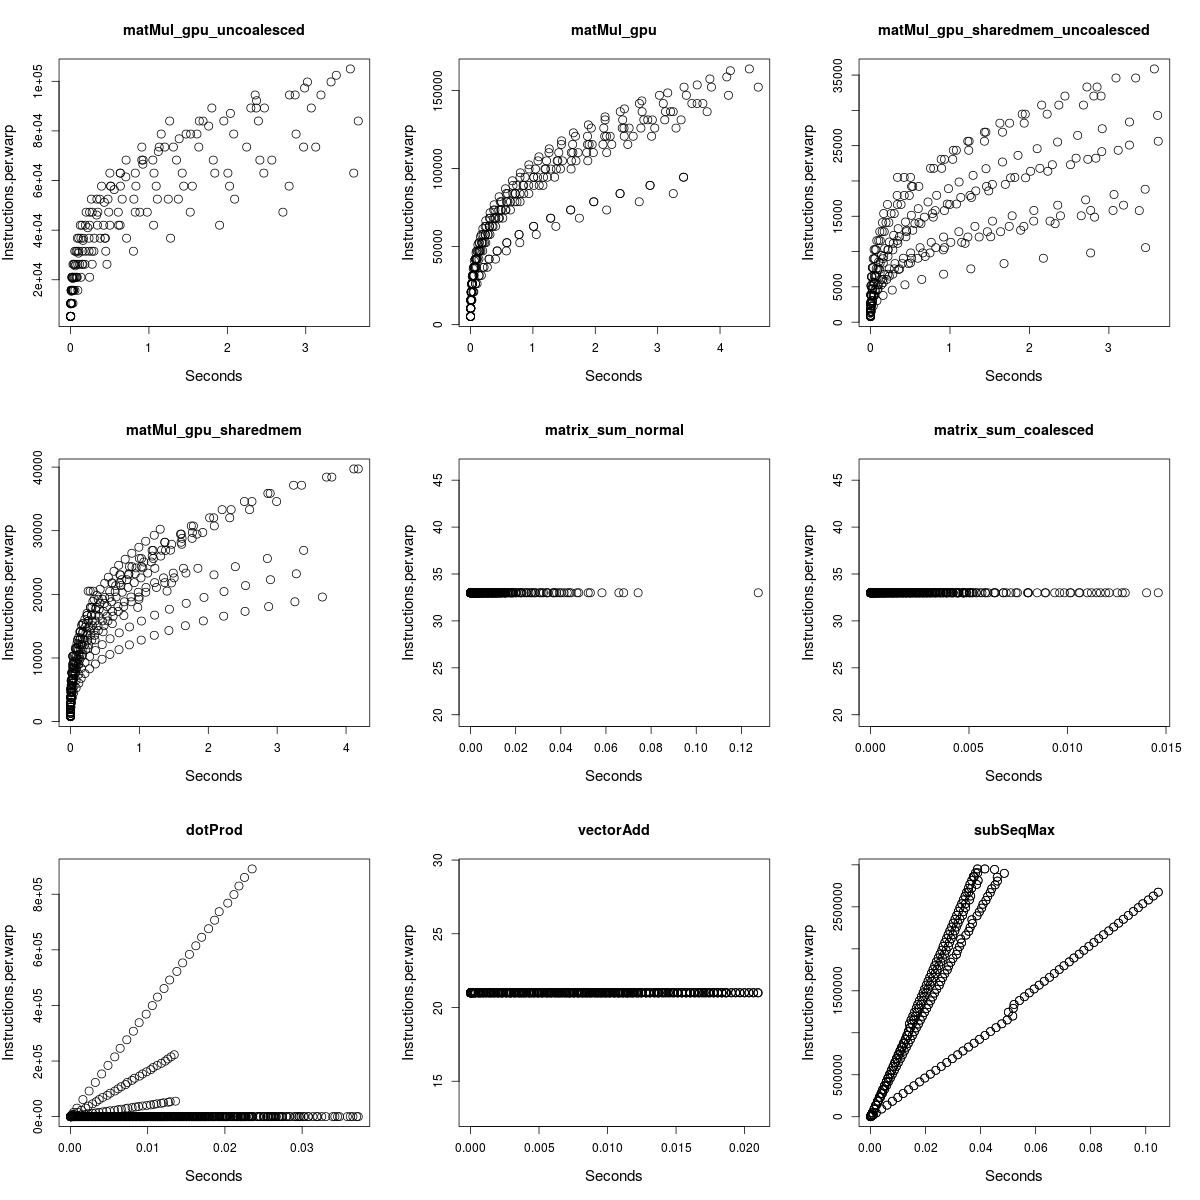 matMul_gpu_uncoalesced
Instructions.per.warp
2e+04 4e+04 6e+04 8e+04 1e+05
0 1 2 3
Seconds
matMul_gpu
Instructions.per.warp
0 50000 100000 150000
0 1 2 3 4
Seconds
matMul_gpu_sharedmem_uncoalesced
Instructions.per.warp
0 5000 15000 25000 35000
0 1 2 3
Seconds
matMul_gpu_sharedmem
Instructions.per.warp
0 10000 20000 30000 40000
0 1 2 3 4
Seconds
matrix_sum_normal
Instructions.per.warp
20 25 30 35 40 45
0.00 0.02 0.04 0.06 0.08 0.10 0.12
Seconds
matrix_sum_coalesced
Instructions.per.warp
20 25 30 35 40 45
0.000 0.005 0.010 0.015
Seconds
dotProd
Instructions.per.warp
0e+00 2e+05 4e+05 6e+05 8e+05
0.00 0.01 0.02 0.03
Seconds
vectorAdd
Instructions.per.warp
15 20 25 30
0.000 0.005 0.010 0.015 0.020
Seconds
subSeqMax
Instructions.per.warp
0 500000 1500000 2500000
0.00 0.02 0.04 0.06 0.08 0.10
Seconds